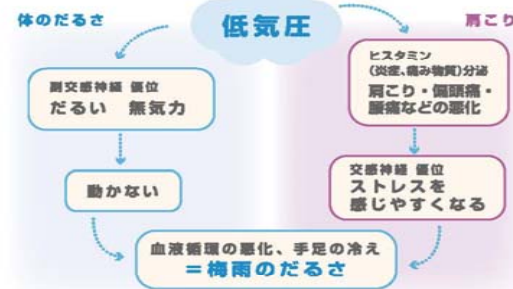 体のだるさ
低気圧
肩こり
副交感神経 優位
だるい 無気力
動かない
ヒスタミン
(炎症、痛み物質)分泌
肩こり・偏頭痛・
腰痛などの悪化
交感神経 優位
ストレスを
感じやすくなる
血液循環の悪化、手足の冷え
＝梅雨のだるさ